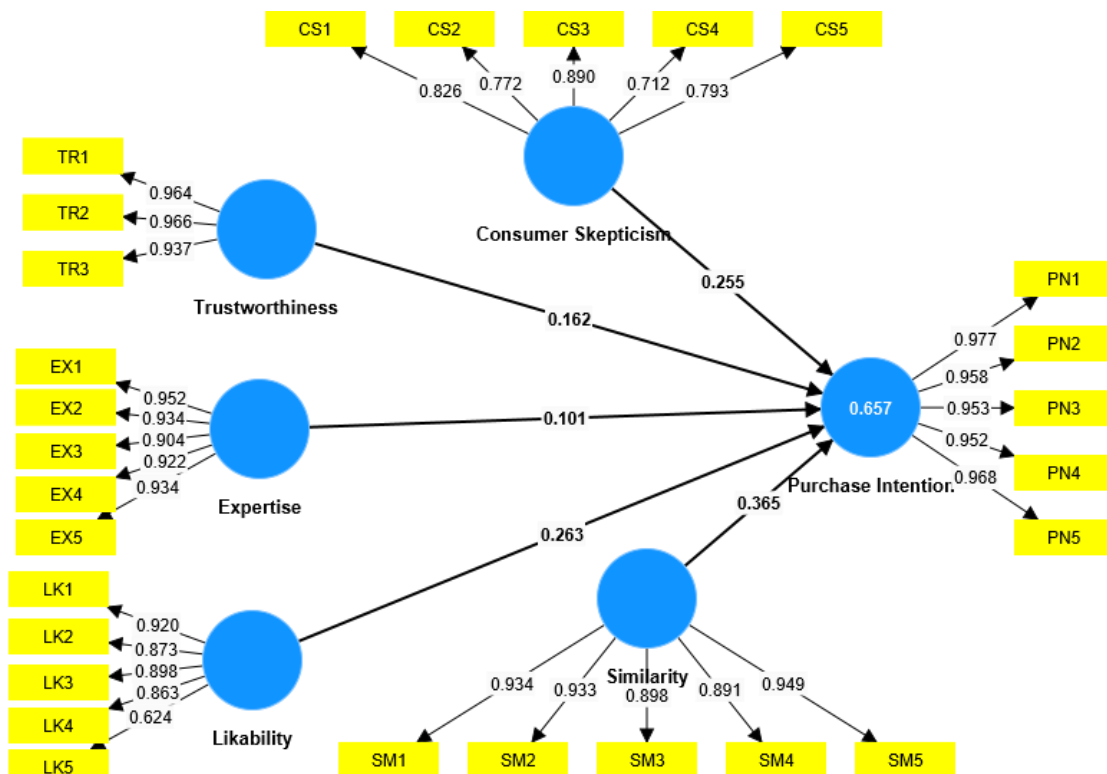 CS1
CS2
CS3
CS4
CS5
0.826
0.772
0.890
0.712
0.793
Consumer Skepticism
TR1
TR2
TR3
0.964
0.966
0.937
Trustworthiness
0.255
0.162
EX1
EX2
EX3
EX4
EX5
0.952
0.934
0.904
0.922
0.934
Expertise
0.101
0.657
Purchase Intention
PN1
PN2
PN3
PN4
PN5
0.977
0.958
0.953
0.952
0.968
LK1
LK2
LK3
LK4
LK5
0.920
0.873
0.898
0.863
0.624
Likability
0.263
0.365
Similarity
0.934
0.933
0.898
0.891
0.949
SM1
SM2
SM3
SM4
SM5